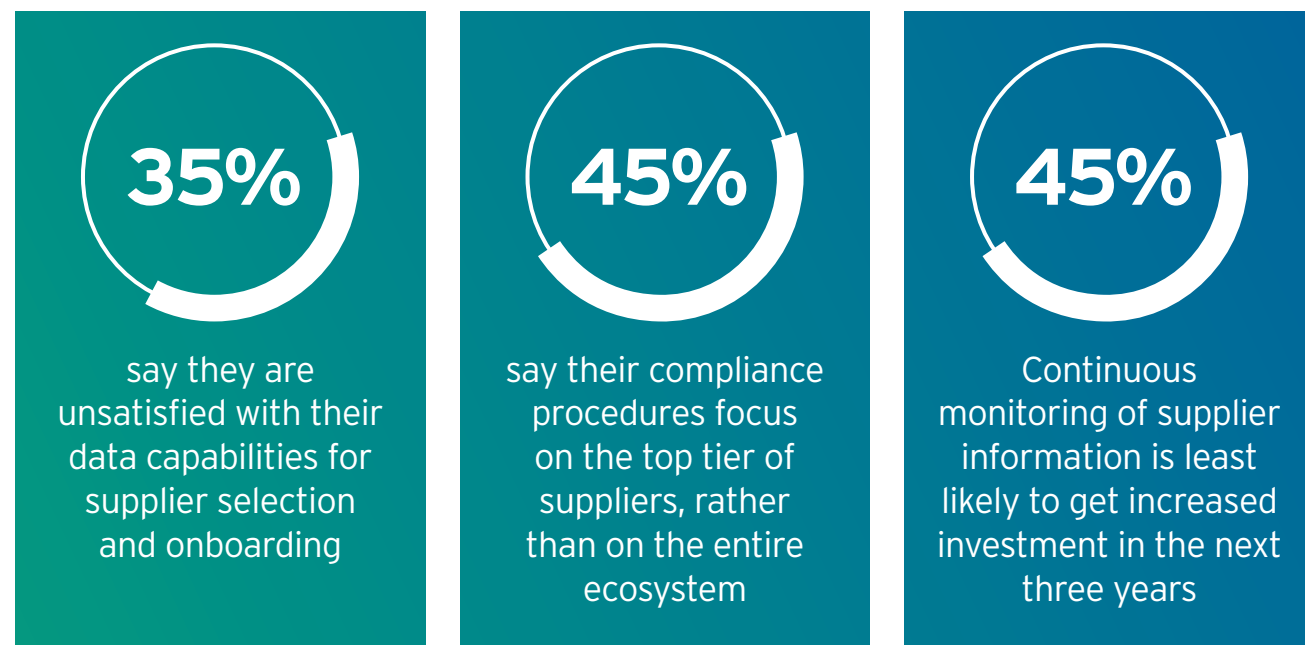 35%
say they are
unsatisfied with their
data capabilities for
supplier selection
and onboarding
45%
say their compliance
procedures focus
on the top tier of
suppliers, rather
than on the entire
ecosystem
45%
Continuous
monitoring of supplier
information is least
likely to get increased
investment in the next
three years